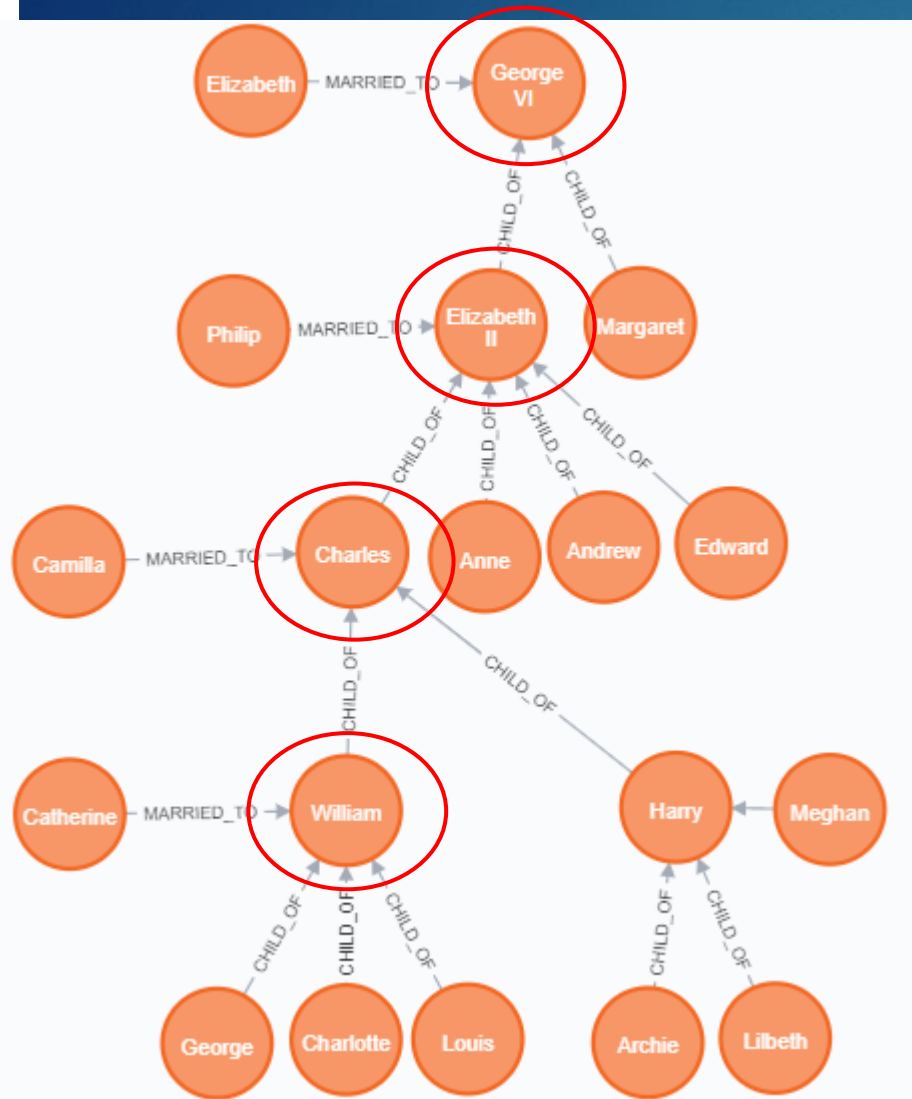 Elizabeth
MARRIED_TO
George
VI
CHILD_OF
CHILD_OF
Philip
MARRIED_TO
Elizabeth
II
Margaret
CHILD_OF
CHILD_OF
CHILD_OF
CHILD_OF
Camilla
MARRIED_TO
Charles
Anne
Andrew
Edward
CHILD_OF
CHILD_OF
Catherine
MARRIED_TO
William
Harry
Meghan
CHILD_OF
CHILD_OF
CHILD_OF
CHILD_OF
CHILD_OF
George
Charlotte
Louis
Archie
Lilbeth